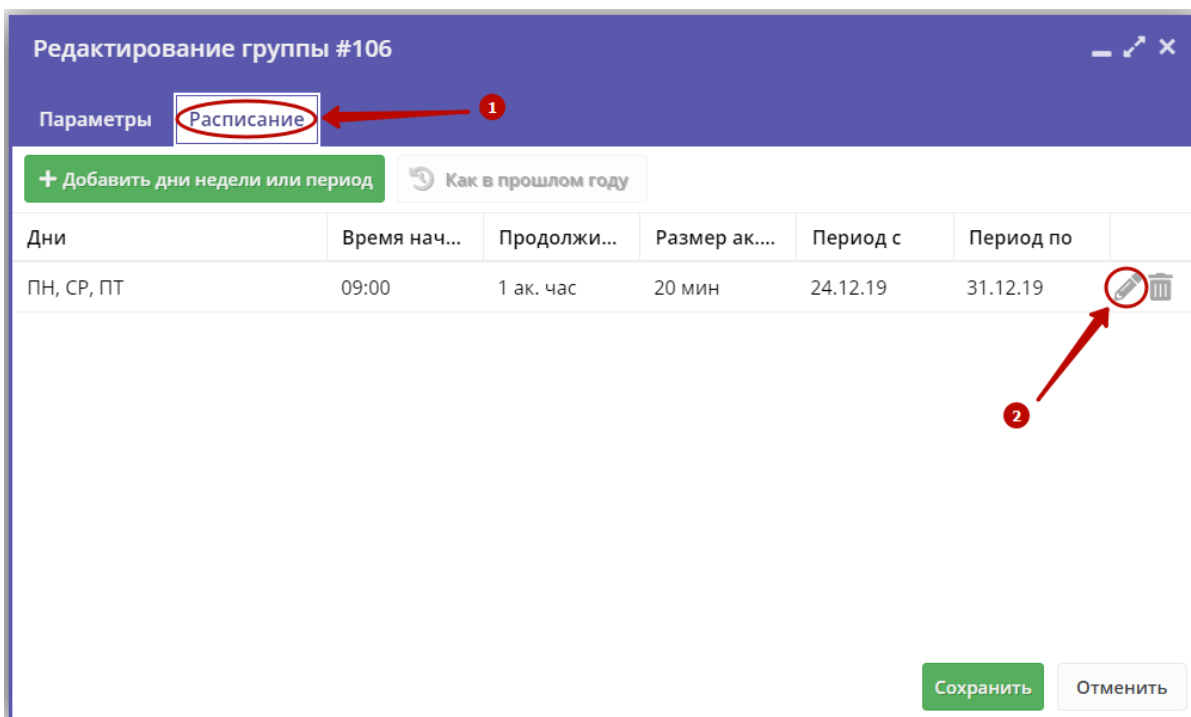 Редактирование группы #106
Параметры Расписание 1
+ Добавить дни недели или период Как в прошлом году
Дни Время нач... Продолжи... Размер ак.... Период с Период по
ПН, СР, ПТ 09:00 1 ак. час 20 мин 24.12.19 31.12.19
2
Сохранить Отменить